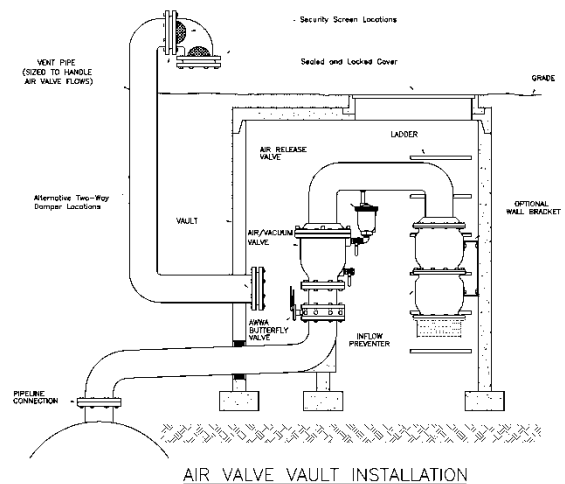 - Security Screen Locations
VENT PIPE
(SIZED TO HANDLE
AIR VALVE FLOWS)
Sealed and Locked Cover
GRADE
LADDER
AIR RELEASE
VALVE
Alternative Two-Way
Damper Locations
OPTIONAL
WALL BRACKET
VAULT
AIR/VACUUM
VALVE
AWWA
BUTTERFLY
VALVE
INFLOW
PREVENTER
PIPELINE
CONNECTION
AIR VALVE VAULT INSTALLATION